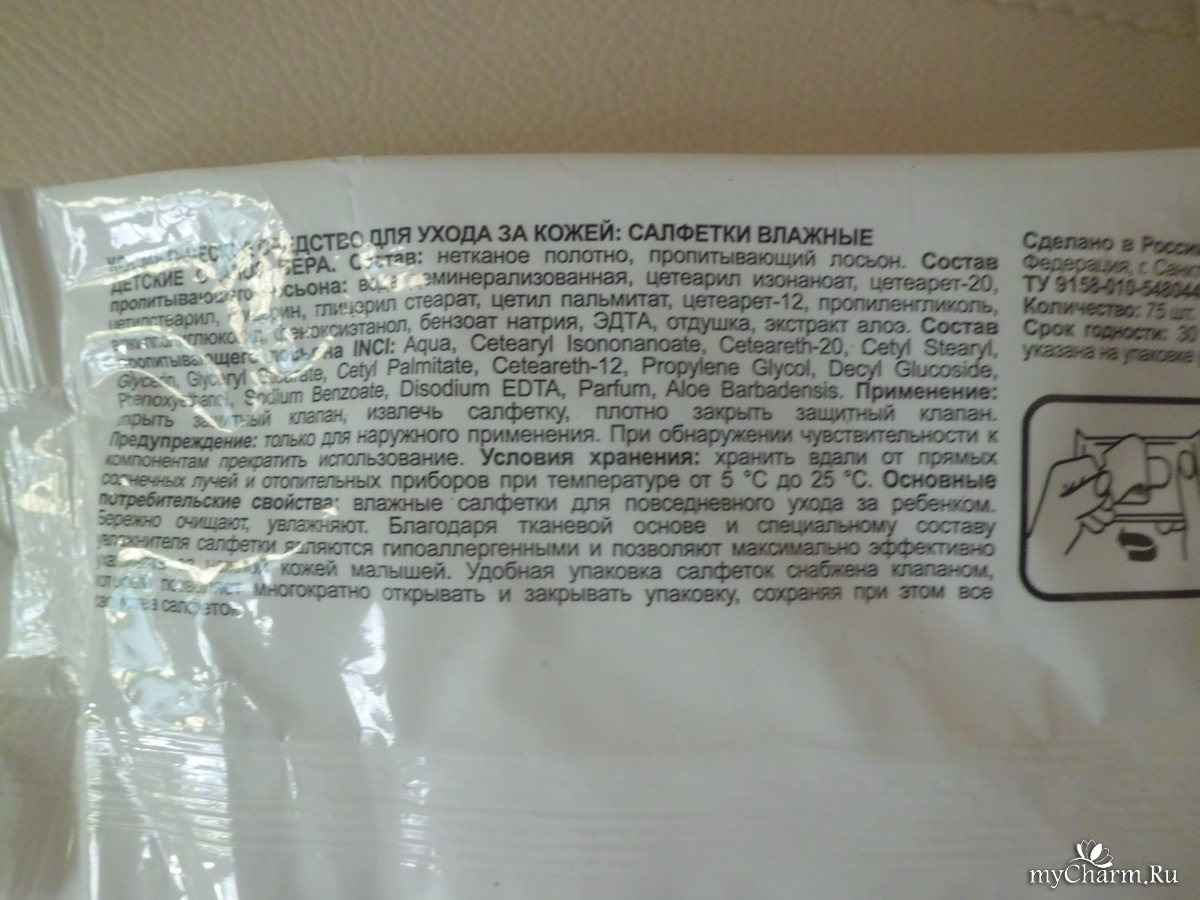 СРЕДСТВО ДЛЯ УХОДА ЗА КОЖЕЙ: САЛФЕТКИ ВЛАЖНЫЕ
ДЕТСКИЕ С АЛОЭ ВЕРА. Состав: нетканое полотно, пропитывающий лосьон. Состав
пропитывающего лосьона: вода деминерализованная, цетеарил изонаноат, цетеарет-20,
цетилстеарил, глицерин, глицерил стеарат, цетил пальмитат, цетеарет-12, пропиленгликоль,
феноксиэтанол, бензоат натрия, ЭДТА, отдушка, экстракт алоэ. Состав
пропитывающего лосьона INCI: Aqua, Cetearyl Isononanoate, Ceteareth-20, Cetyl Stearyl,
Glycerin, Glyceryl Stearate, Cetyl Palmitate, Ceteareth-12, Propylene Glycol, Decyl Glucoside,
Phenoxyethanol, Sodium Benzoate, Disodium EDTA, Parfum, Aloe Barbadensis. Применение:
открыть защитный клапан, извлечь салфетку, плотно закрыть защитный клапан.
Предупреждение: только для наружного применения. При обнаружении чувствительности к
компонентам прекратить использование. Условия хранения: хранить вдали от прямых
солнечных лучей и отопительных приборов при температуре от 5 °C до 25 °C. Основные
потребительские свойства: влажные салфетки для повседневного ухода за ребенком.
Бережно очищают, увлажняют. Благодаря тканевой основе и специальному составу
увлажнителя салфетки являются гипоаллергенными и позволяют максимально эффективно
кожей малышей. Удобная упаковка салфеток снабжена клапаном,
который позволяет многократно открывать и закрывать упаковку, сохраняя при этом все
свойства салфеток.
Сделано в Росси
Федерация, г. Санк
ТУ 9158-010-548044
Количество: 75 шт.
Срок годности: 30
указана на упаковке
myCharm.Ru